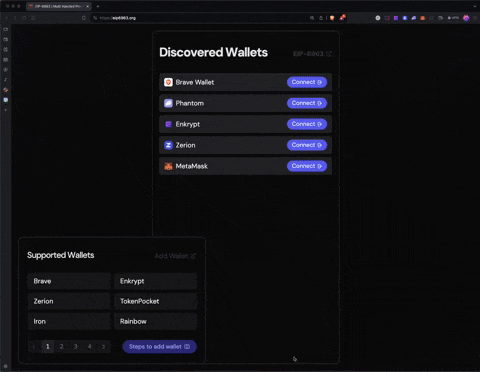 EIP-6963 | Multi Injected Pro
https://eip6963.org
VPN
Discovered Wallets
EIP-6963
Brave Wallet
Connect
Phantom
Connect
Enkrypt
Connect
Zerion
Connect
MetaMask
Connect
Supported Wallets
Add Wallet
Brave
Enkrypt
Zerion
TokenPocket
Iron
Rainbow
1 2 3 4
Steps to add wallet